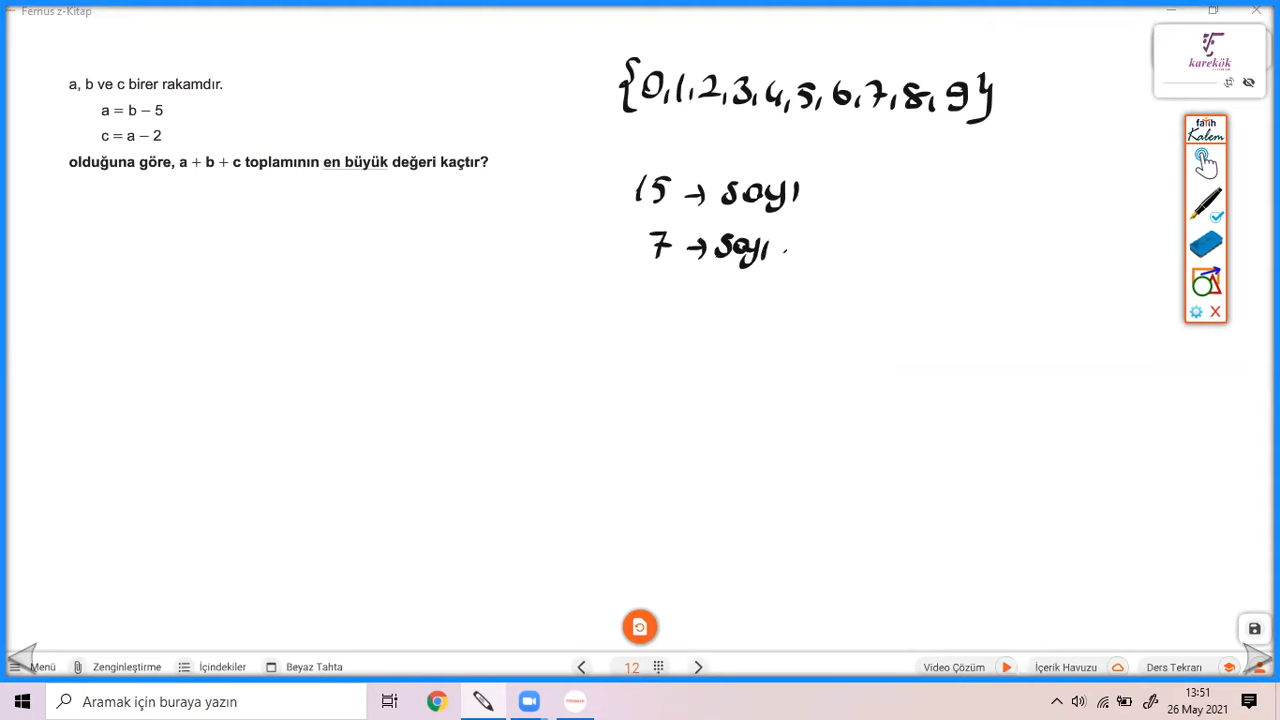 Fernus z-Kitap
a, b ve c birer rakamdır.
a = b − 5
c = a − 2
olduğuna göre, a + b + c toplamının en büyük değeri kaçtır?
{0,1,2,3,4,5,6,7,8,9}
15 → sayı
7 → sayı
karekök
fatih
Kalem
Menü
Zenginleştirme
İçindekiler
Beyaz Tahta
12
Video Çözüm
İçerik Havuzu
Ders Tekrarı
Aramak için buraya yazın
13:51
26 May 2021